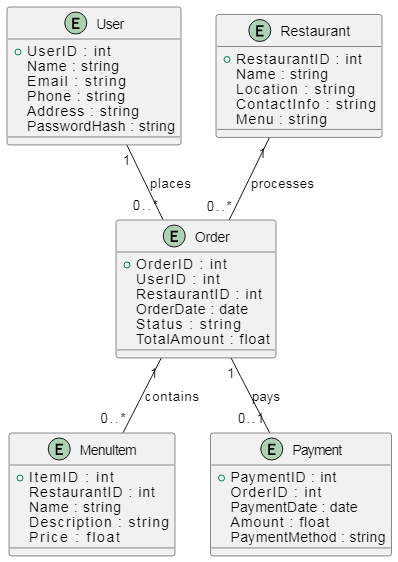 E User
UserID : int
Name : string
Email : string
Phone : string
Address : string
PasswordHash : string
E Restaurant
RestaurantID : int
Name : string
Location : string
ContactInfo : string
Menu : string
1
1
places
processes
0..*
0..*
E Order
OrderID : int
UserID : int
RestaurantID : int
OrderDate : date
Status : string
TotalAmount : float
1
1
contains
pays
0..*
0..1
E MenuItem
ItemID : int
RestaurantID : int
Name : string
Description : string
Price : float
E Payment
PaymentID : int
OrderID : int
PaymentDate : date
Amount : float
PaymentMethod : string